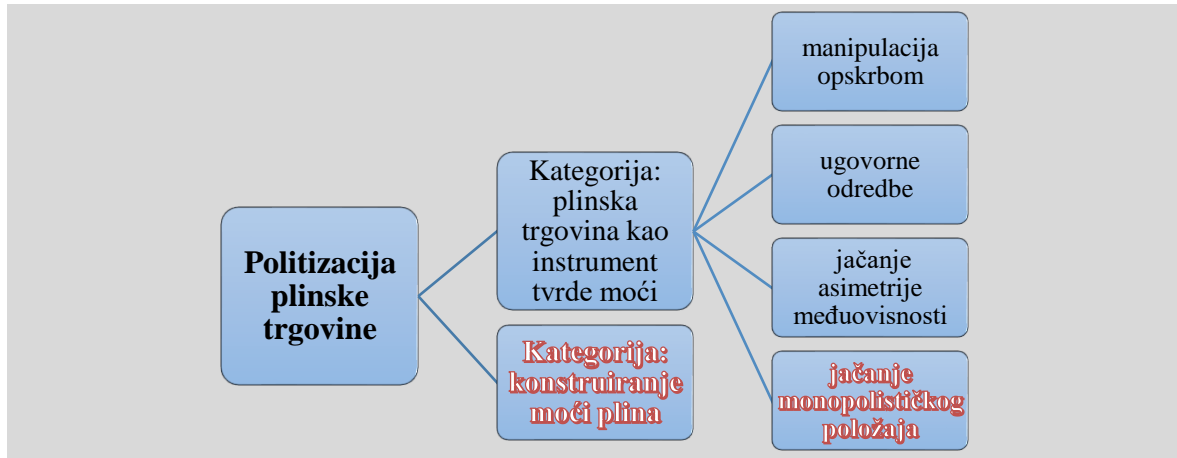 Politizacija
plinske
trgovine
Kategorija:
plinska
trgovina kao
instrument
tvrde moći
Kategorija:
konstruiranje
moći plina
manipulacija
opskrbom
ugovorne
odredbe
jačanje
asimetrije
međuovisnosti
jačanje
monopolističkog
položaja